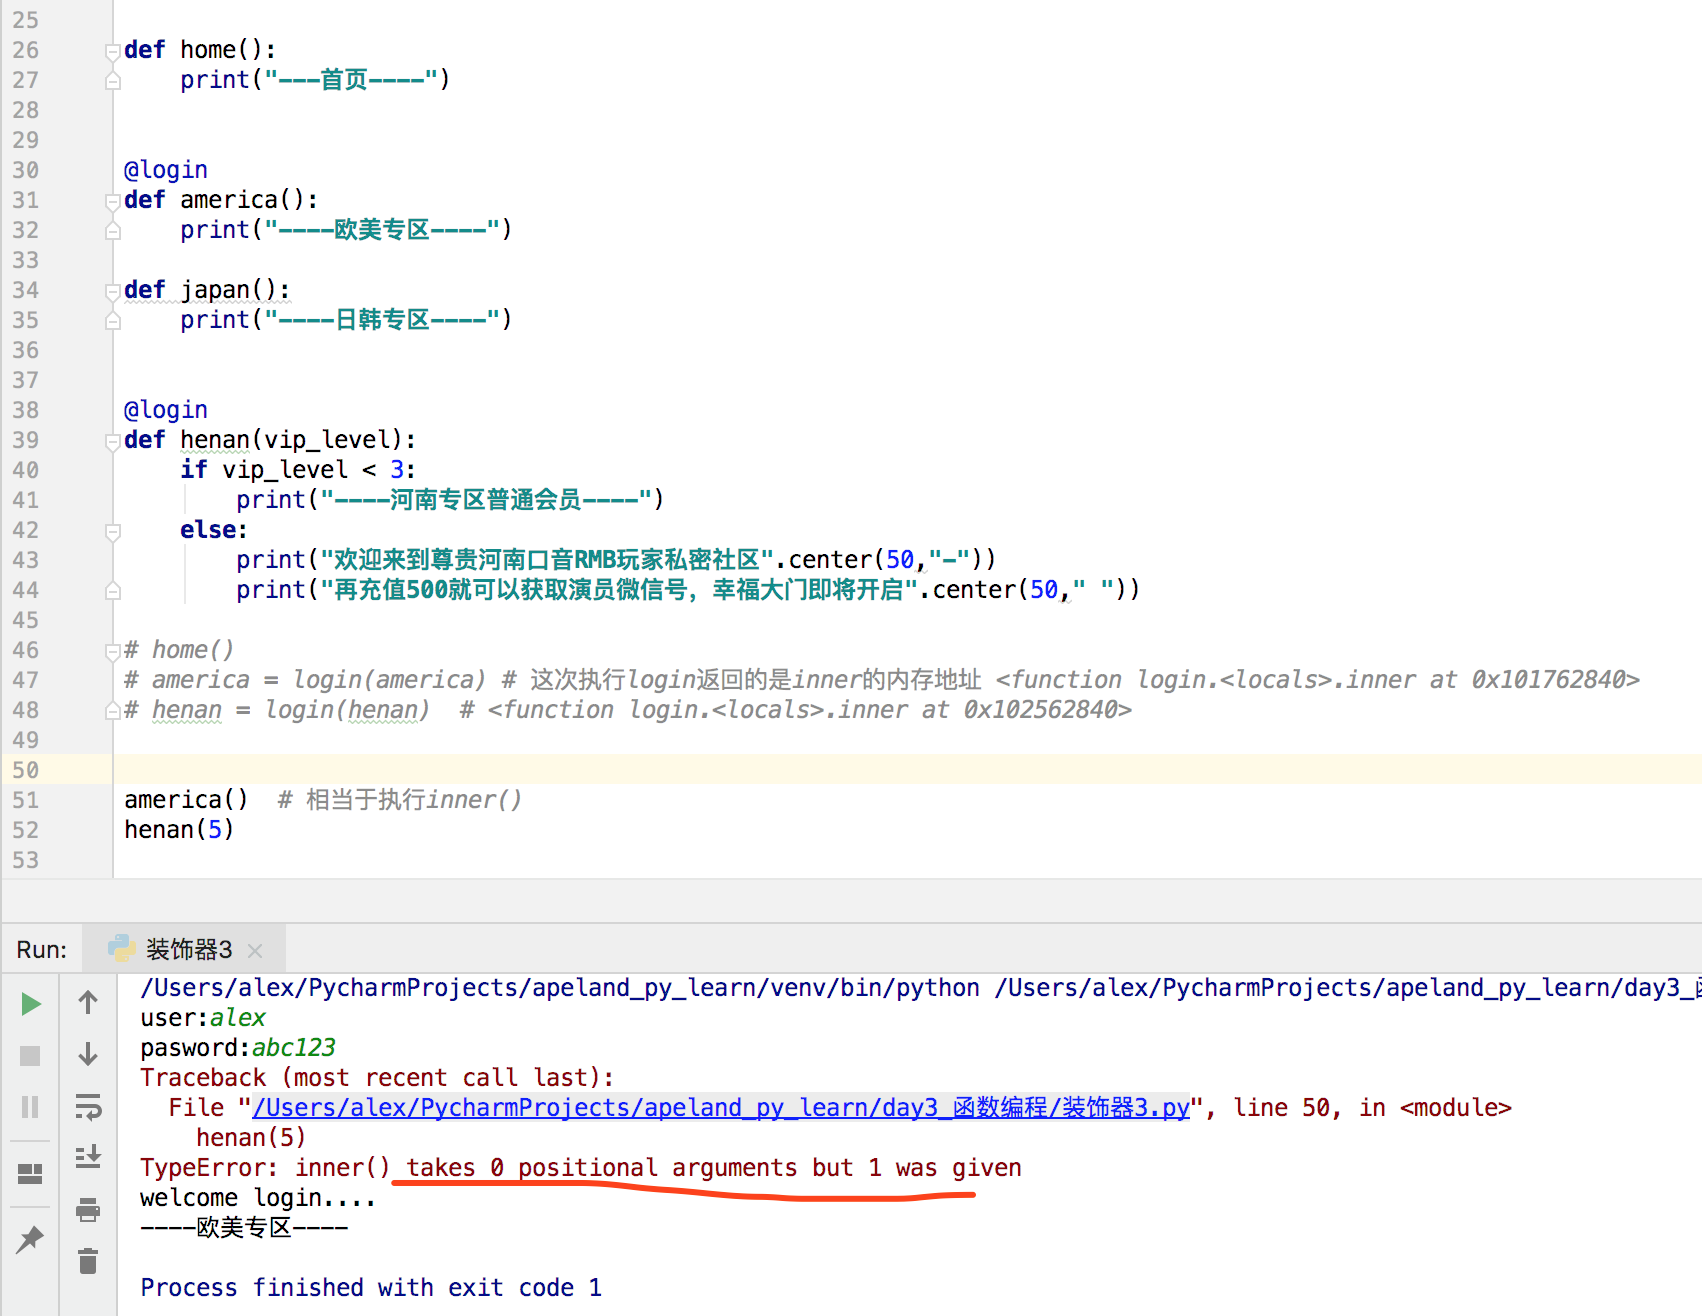 25
26 def home():
27 print("---首页----")
28
29
30 @login
31 def america():
32 print("----欧美专区----")
33
34 def japan():
35 print("----日韩专区----")
36
37
38 @login
39 def henan(vip_level):
40 if vip_level < 3:
41 print("----河南专区普通会员----")
42 else:
43 print("欢迎来到尊贵河南口音RMB玩家私密社区".center(50,"-"))
44 print("再充值500就可以获取演员微信号，幸福大门即将开启".center(50," "))
45
46 # home()
47 # america = login(america) # 这次执行login返回的是inner的内存地址 <function login.<locals>.inner at 0x101762840>
48 # henan = login(henan)  # <function login.<locals>.inner at 0x102562840>
49
50
51 america()  # 相当于执行inner()
52 henan(5)
53
Run: 装饰器3
/Users/alex/PycharmProjects/apeland_py_learn/venv/bin/python /Users/alex/PycharmProjects/apeland_py_learn/day3_
user:alex
pasword:abc123
Traceback (most recent call last):
File "/Users/alex/PycharmProjects/apeland_py_learn/day3_函数编程/装饰器3.py", line 50, in <module>
henan(5)
TypeError: inner() takes 0 positional arguments but 1 was given
welcome login....
----欧美专区----
Process finished with exit code 1